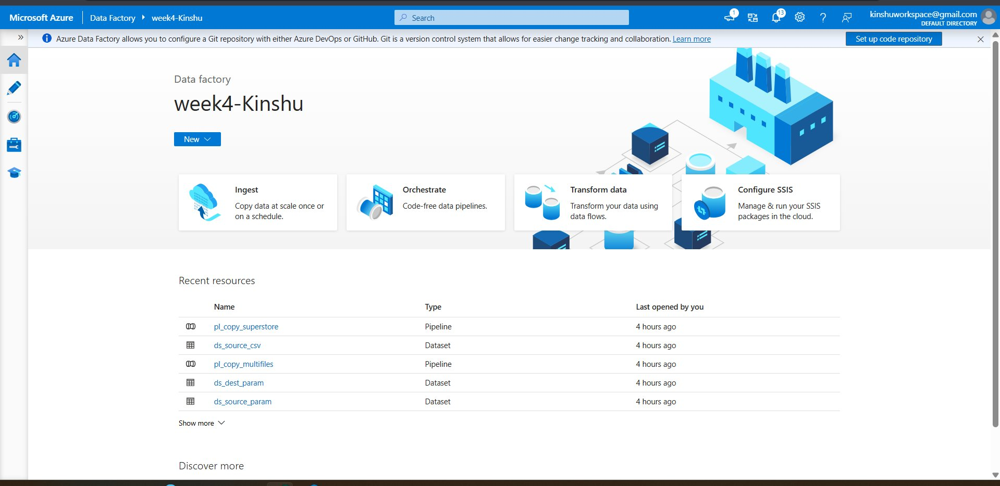 Microsoft Azure Data Factory week4-Kinshu Search 1 13 kinshuworkspace@gmail.com
DEFAULT DIRECTORY
Azure Data Factory allows you to configure a Git repository with either Azure DevOps or GitHub. Git is a version control system that allows for easier change tracking and collaboration. Learn more Set up code repository
Data factory
week4-Kinshu
New
Ingest
Copy data at scale once or
on a schedule.
Orchestrate
Code-free data pipelines.
Transform data
Transform your data using
data flows.
Configure SSIS
Manage & run your SSIS
packages in the cloud.
Recent resources
Name Type Last opened by you
pl_copy_superstore Pipeline 4 hours ago
ds_source_csv Dataset 4 hours ago
pl_copy_multifiles Pipeline 4 hours ago
ds_dest_param Dataset 4 hours ago
ds_source_param Dataset 4 hours ago
Show more
Discover more